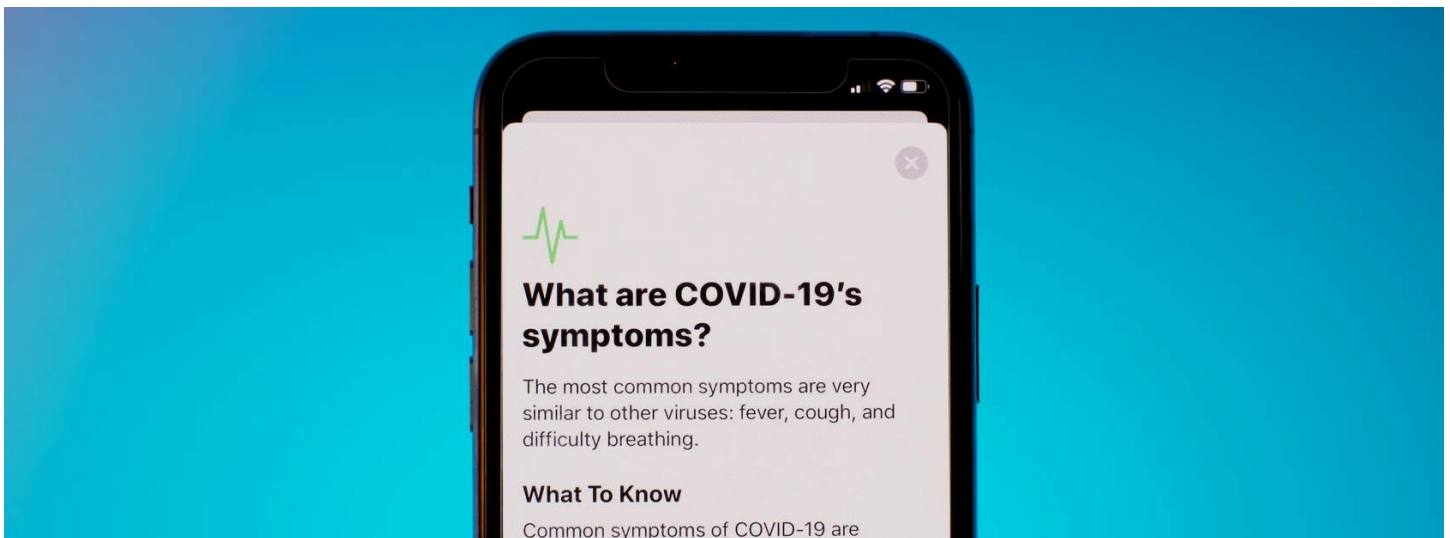 What are COVID-19's
symptoms?
The most common symptoms are very
similar to other viruses: fever, cough, and
difficulty breathing.
What To Know
Common symptoms of COVID-19 are